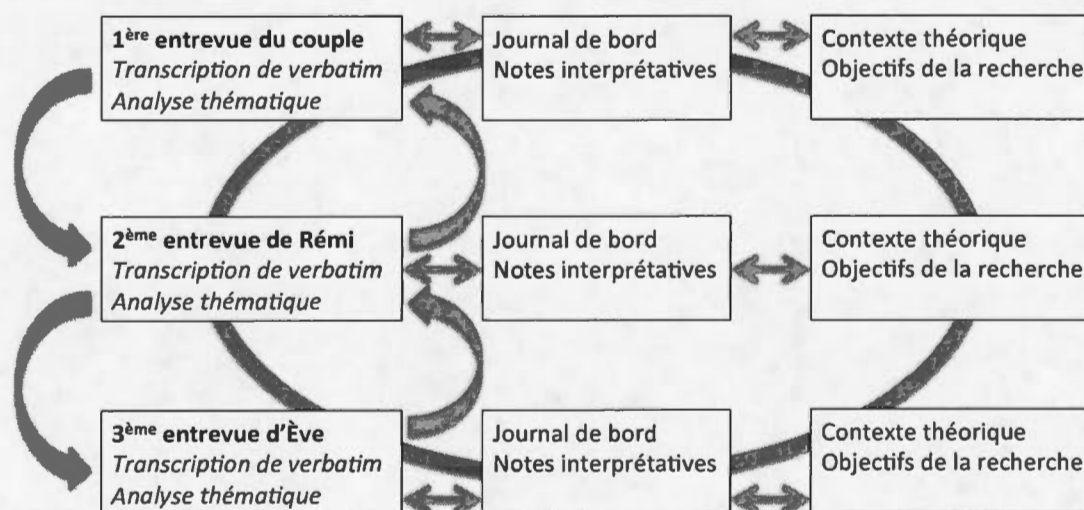 1ère entrevue du couple
Transcription de verbatim
Analyse thématique
Journal de bord
Notes interprétatives
Contexte théorique
Objectifs de la recherche
2ème entrevue de Rémi
Transcription de verbatim
Analyse thématique
Journal de bord
Notes interprétatives
Contexte théorique
Objectifs de la recherche
3ème entrevue d'Ève
Transcription de verbatim
Analyse thématique
Journal de bord
Notes interprétatives
Contexte théorique
Objectifs de la recherche